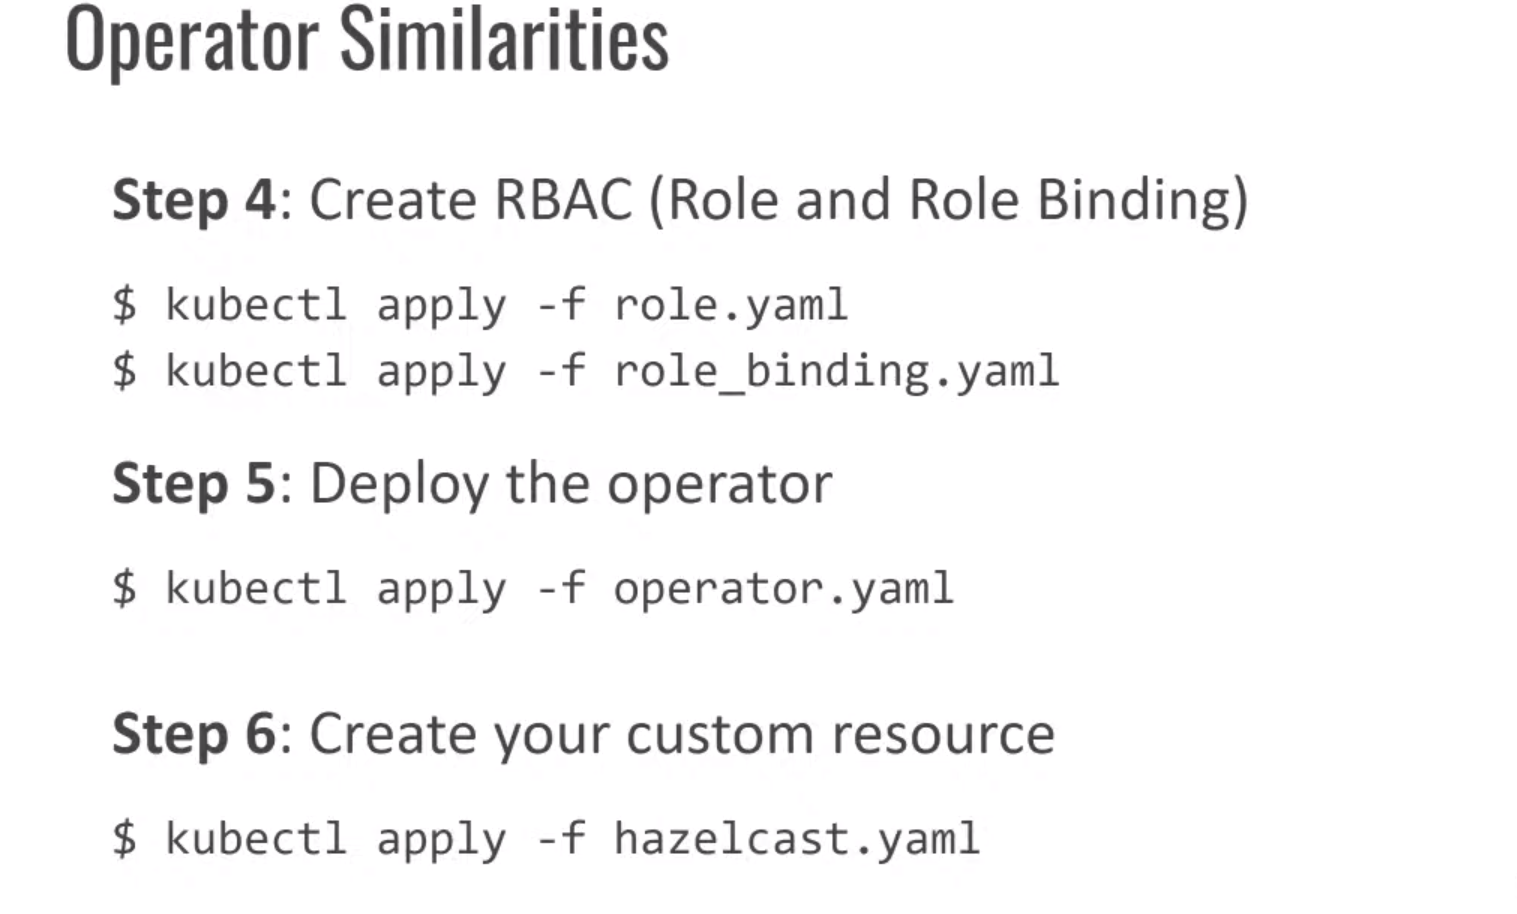 Operator Similarities
Step 4: Create RBAC (Role and Role Binding)
$ kubectl apply -f role.yaml
$ kubectl apply -f role_binding.yaml
Step 5: Deploy the operator
$ kubectl apply -f operator.yaml
Step 6: Create your custom resource
$ kubectl apply -f hazelcast.yaml